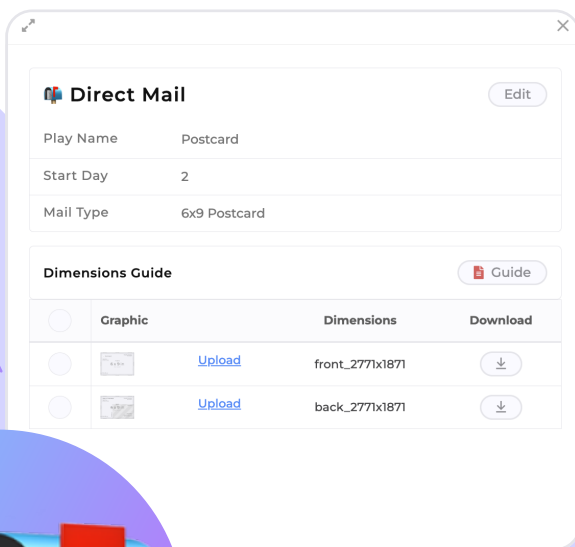 Direct Mail
Edit
Play Name Postcard
Start Day 2
Mail Type 6x9 Postcard
Dimensions Guide
Guide
Graphic Dimensions Download
Upload front_2771x1871
Upload back_2771x1871